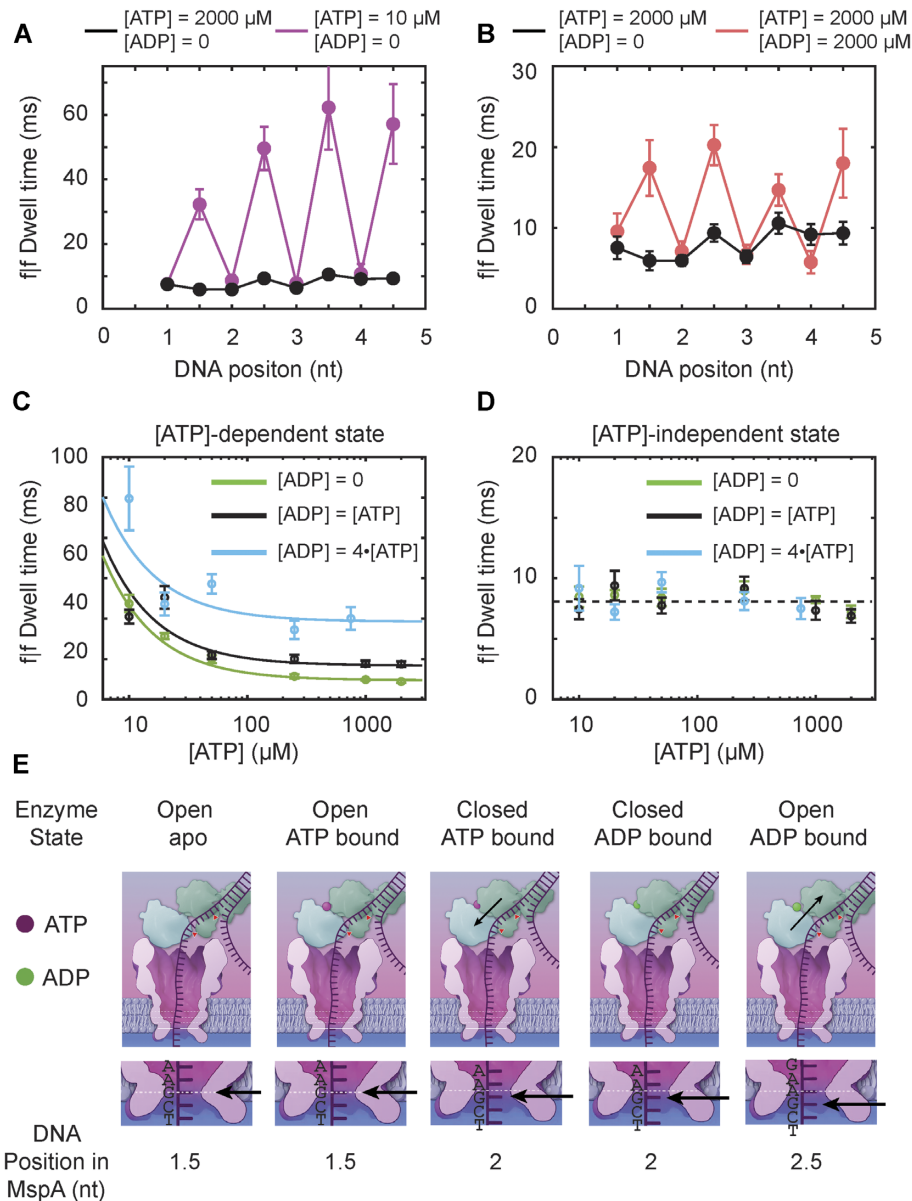 A
[ATP] = 2000 µM
[ADP] = 0
[ATP] = 10 µM
[ADP] = 0
f|f Dwell time (ms)
60
40
20
0
0 1 2 3 4 5
DNA positon (nt)
B
[ATP] = 2000 µM
[ADP] = 0
[ATP] = 2000 µM
[ADP] = 2000 µM
f|f Dwell time (ms)
30
20
10
0
0 1 2 3 4 5
DNA positon (nt)
C
[ATP]-dependent state
[ADP] = 0
[ADP] = [ATP]
[ADP] = 4•[ATP]
f|f Dwell time (ms)
100
80
60
40
20
0
10 100 1000
[ATP] (µM)
D
[ATP]-independent state
[ADP] = 0
[ADP] = [ATP]
[ADP] = 4•[ATP]
f|f Dwell time (ms)
20
10
0
10 100 1000
[ATP] (µM)
E
Enzyme
State
Open
apo
Open
ATP bound
Closed
ATP bound
Closed
ADP bound
Open
ADP bound
ATP
ADP
A
A
G
C
T
A
A
G
C
T
A
A
G
C
T
A
A
G
C
T
G
A
A
G
C
T
DNA
Position in
MspA (nt)
1.5
1.5
2
2
2.5